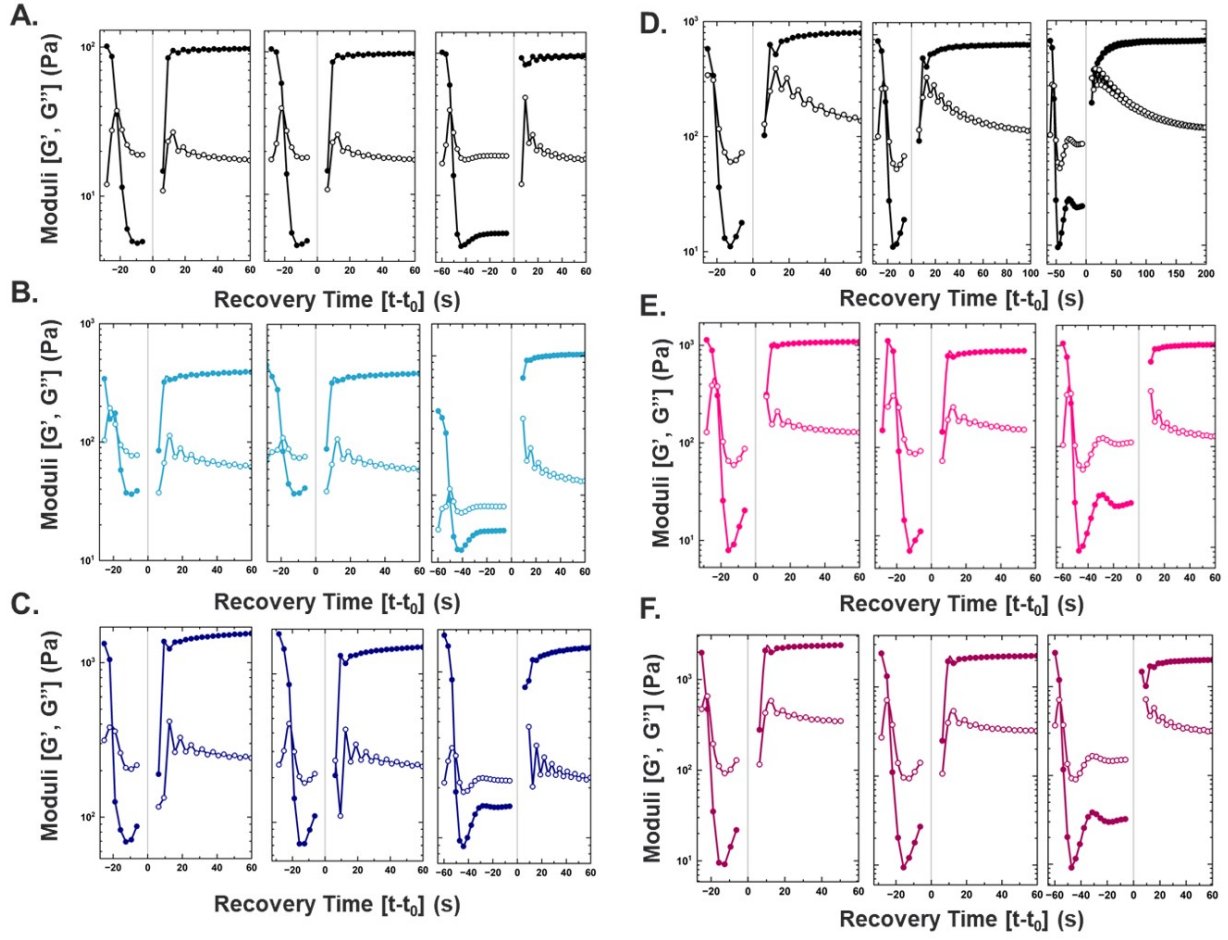 A.
Moduli [G’, G”] (Pa)
10²
10¹
−20 0 20 40 60
−20 0 20 40 60
−60 −40 −20 0 20 40 60
Recovery Time [t-t₀] (s)
B.
Moduli [G’, G”] (Pa)
10³
10²
10¹
−20 0 20 40 60
−20 0 20 40 60
−60 −40 −20 0 20 40 60
Recovery Time [t-t₀] (s)
C.
Moduli [G’, G”] (Pa)
10³
10²
−20 0 20 40 60
−20 0 20 40 60
−60 −40 −20 0 20 40 60
Recovery Time [t-t₀] (s)
D.
Moduli [G’, G”] (Pa)
10³
10²
10¹
−20 0 20 40 60
−20 0 20 40 60 80 100
−50 0 50 100 150 200
Recovery Time [t-t₀] (s)
E.
Moduli [G’, G”] (Pa)
10³
10²
10¹
−20 0 20 40 60
−20 0 20 40 60
−60 −40 −20 0 20 40 60
Recovery Time [t-t₀] (s)
F.
Moduli [G’, G”] (Pa)
10³
10²
10¹
−20 0 20 40 60
−20 0 20 40 60
−60 −40 −20 0 20 40 60
Recovery Time [t-t₀] (s)